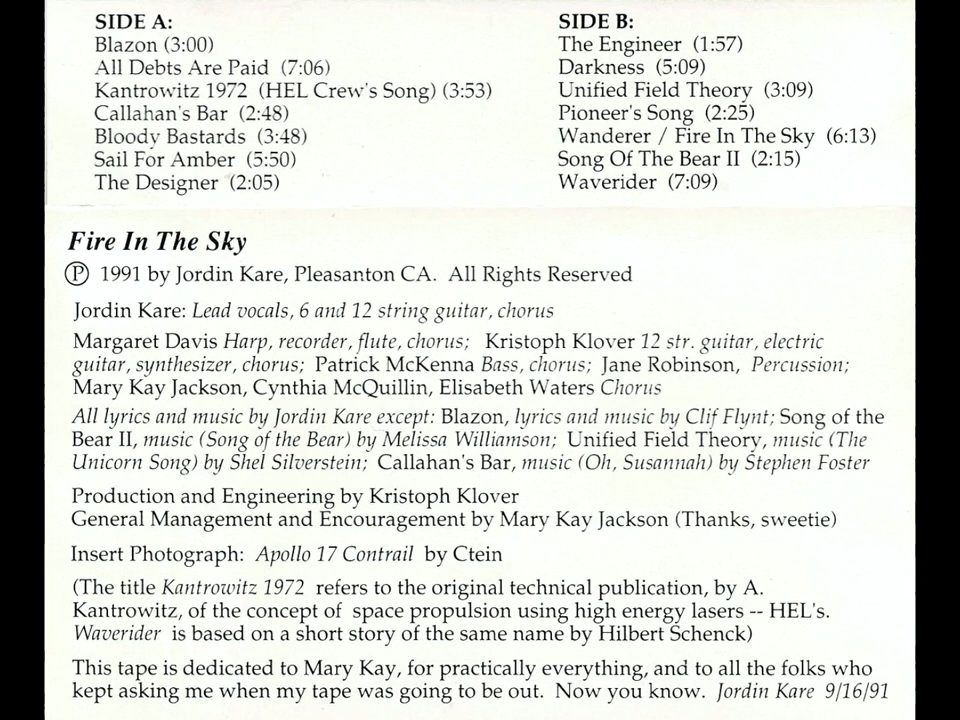 SIDE A:
Blazon (3:00)
All Debts Are Paid (7:06)
Kantrowitz 1972 (HEL Crew's Song) (3:53)
Callahan's Bar (2:48)
Bloody Bastards (3:48)
Sail For Amber (5:50)
The Designer (2:05)
SIDE B:
The Engineer (1:57)
Darkness (5:09)
Unified Field Theory (3:09)
Pioneer's Song (2:25)
Wanderer / Fire In The Sky (6:13)
Song Of The Bear II (2:15)
Waverider (7:09)
Fire In The Sky
Ⓟ 1991 by Jordin Kare, Pleasanton CA. All Rights Reserved
Jordin Kare: Lead vocals, 6 and 12 string guitar, chorus
Margaret Davis Harp, recorder, flute, chorus; Kristoph Klover 12 str. guitar, electric
guitar, synthesizer, chorus; Patrick McKenna Bass, chorus; Jane Robinson, Percussion;
Mary Kay Jackson, Cynthia McQuillin, Elisabeth Waters Chorus
All lyrics and music by Jordin Kare except: Blazon, lyrics and music by Clif Flynt; Song of the
Bear II, music (Song of the Bear) by Melissa Williamson; Unified Field Theory, music (The
Unicorn Song) by Shel Silverstein; Callahan's Bar, music (Oh, Susannah) by Stephen Foster
Production and Engineering by Kristoph Klover
General Management and Encouragement by Mary Kay Jackson (Thanks, sweetie)
Insert Photograph: Apollo 17 Contrail by Ctein
(The title Kantrowitz 1972 refers to the original technical publication, by A.
Kantrowitz, of the concept of space propulsion using high energy lasers -- HEL's.
Waverider is based on a short story of the same name by Hilbert Schenck)
This tape is dedicated to Mary Kay, for practically everything, and to all the folks who
kept asking me when my tape was going to be out. Now you know. Jordin Kare 9/16/91